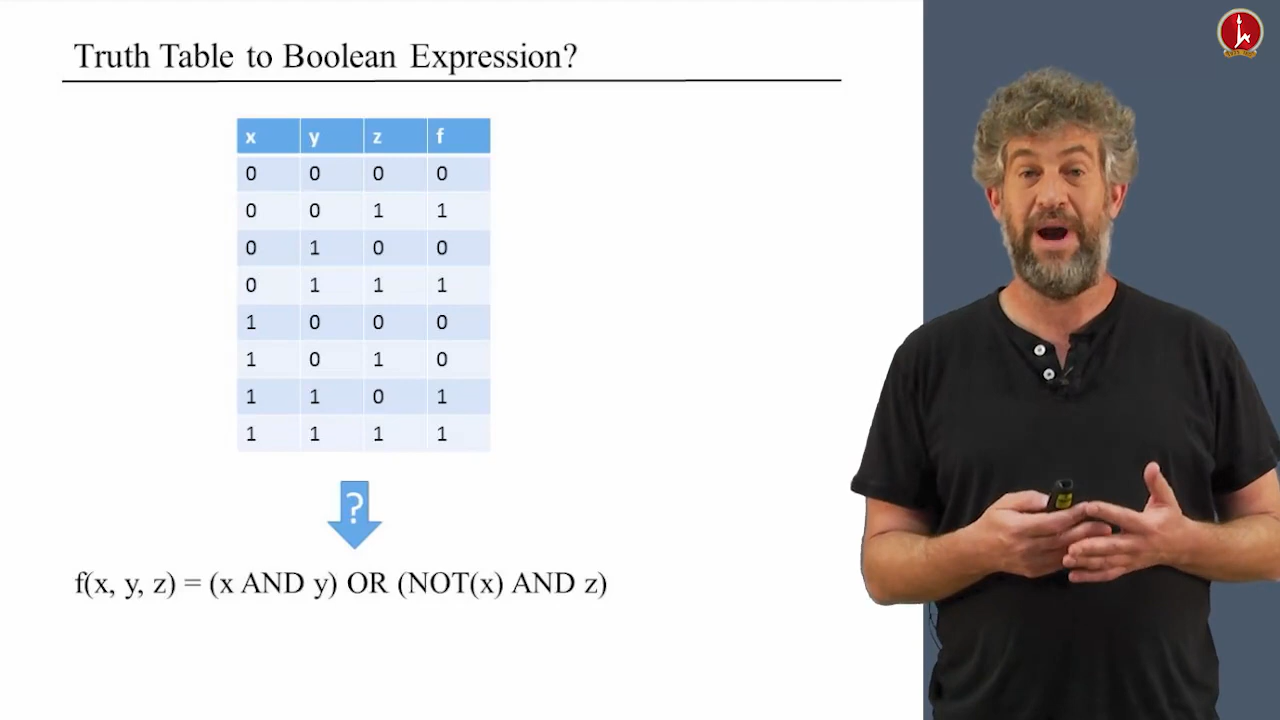 Truth Table to Boolean Expression?
x y z f
0 0 0 0
0 0 1 1
0 1 0 0
0 1 1 1
1 0 0 0
1 0 1 0
1 1 0 1
1 1 1 1
?
f(x, y, z) = (x AND y) OR (NOT(x) AND z)